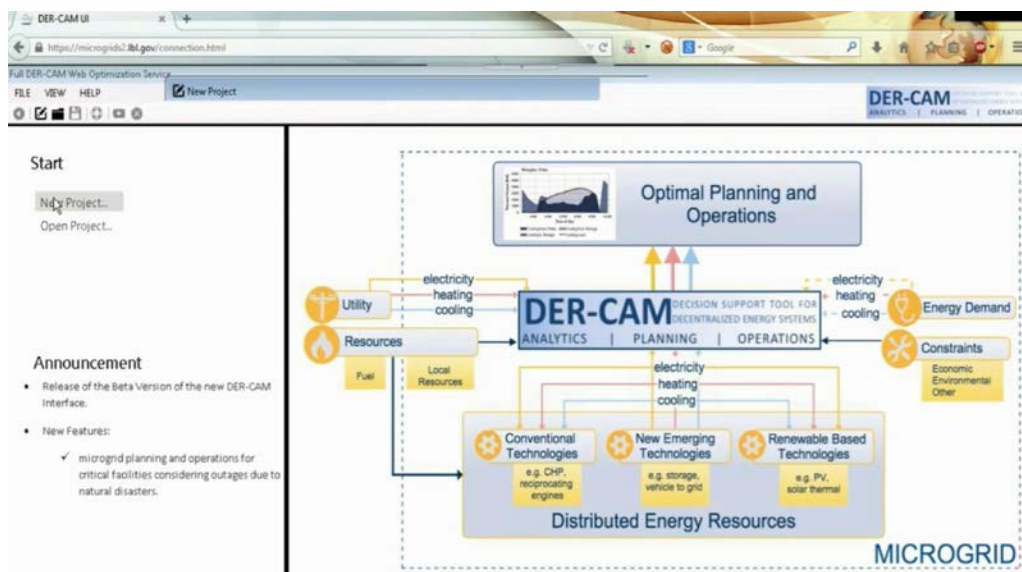 DER-CAM UI
https://microgrids2.lbl.gov/connection.html
Google
Full DER-CAM Web Optimization Service
FILE VIEW HELP
New Project
DER-CAM
ANALYTICS | PLANNING |
Start
New Project...
Open Project...
Announcement
Release of the Beta Version of the new DER-CAM
Interface.
New Features:
microgrid planning and operations for
critical facilities considering outages due to
natural disasters.
Optimal Planning and
Operations
electricity
heating
cooling
Utility
Resources
Fuel
Local
Resources
DER-CAM
DECISION SUPPORT TOOL FOR
DECENTRALIZED ENERGY SYSTEMS
ANALYTICS | PLANNING | OPERATIONS
electricity
heating
cooling
Energy Demand
Constraints
Economic
Environmental
Other
electricity
heating
cooling
Conventional
Technologies
e.g. CHP,
reciprocating
engines
New Emerging
Technologies
e.g. storage,
vehicle to grid
Renewable Based
Technologies
e.g. PV,
solar thermal
Distributed Energy Resources
MICROGRID